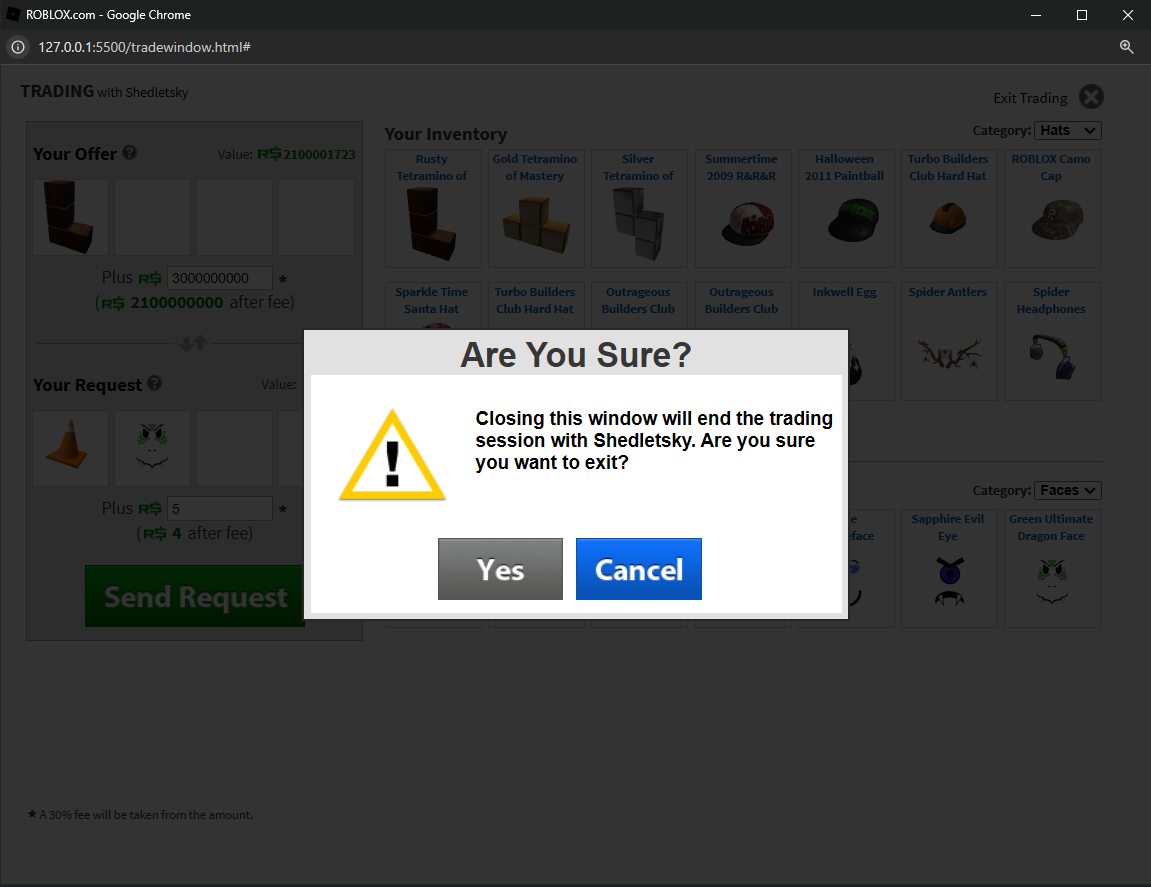 ROBLOX.com - Google Chrome
127.0.0.1:5500/tradewindow.html#
TRADING with Shedletsky
Exit Trading
Your Offer
Value: R$ 2100001723
Plus R$ 3000000000 *
(R$ 2100000000 after fee)
Your Request
Value:
Plus R$ 5 *
(R$ 4 after fee)
Send Request
Your Inventory
Category: Hats
Rusty
Tetramino of
Gold Tetramino
of Mastery
Silver
Tetramino of
Summertime
2009 R&R&R
Halloween
2011 Paintball
Turbo Builders
Club Hard Hat
ROBLOX Camo
Cap
Sparkle Time
Santa Hat
Turbo Builders
Club Hard Hat
Outrageous
Builders Club
Outrageous
Builders Club
Inkwell Egg
Spider Antlers
Spider
Headphones
Are You Sure?
Closing this window will end the trading
session with Shedletsky. Are you sure
you want to exit?
Yes
Cancel
Category: Faces
e
eface
Sapphire Evil
Eye
Green Ultimate
Dragon Face
* A 30% fee will be taken from the amount.